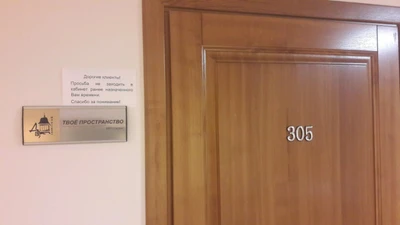 Дорогие клиенты!
Просьба не заходить в
кабинет ранее назначенного
Вам времени.
Спасибо за понимание!
ТВОЁ ПРОСТРАНСТВО
305